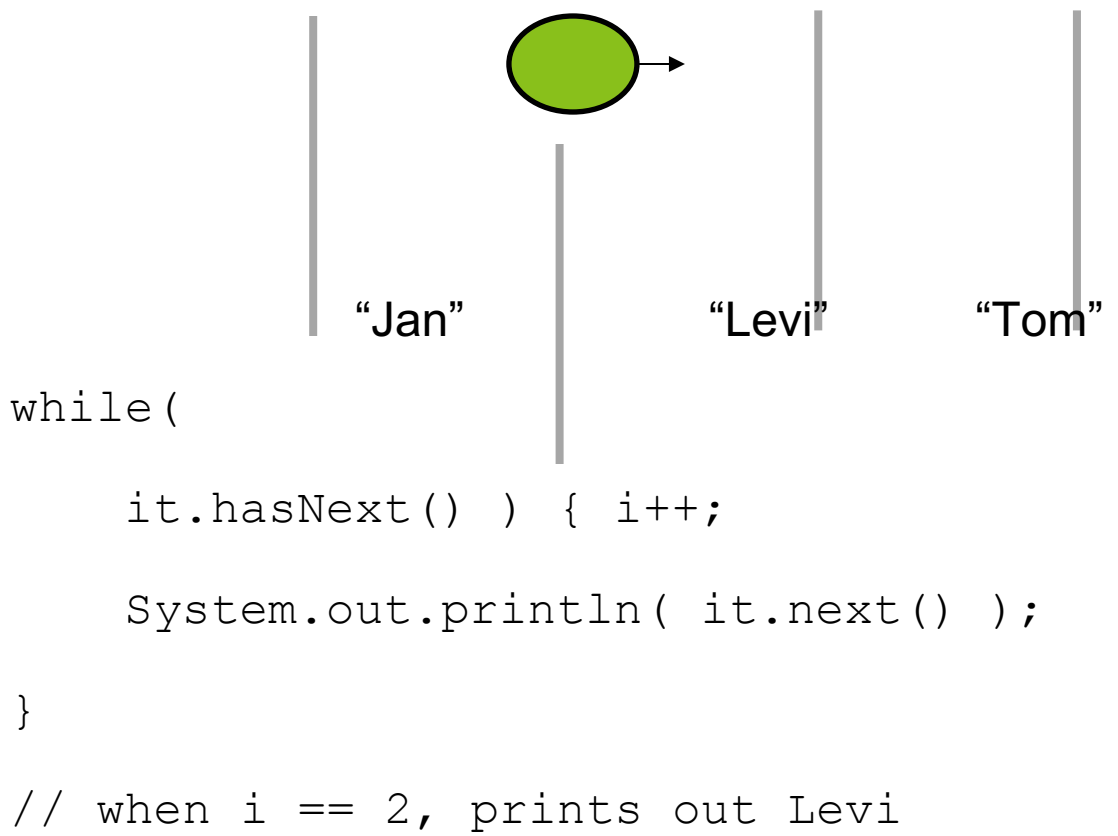 “Jan” “Levi” “Tom”
while(
it.hasNext() ) { i++;
System.out.println( it.next() );
}
// when i == 2, prints out Levi